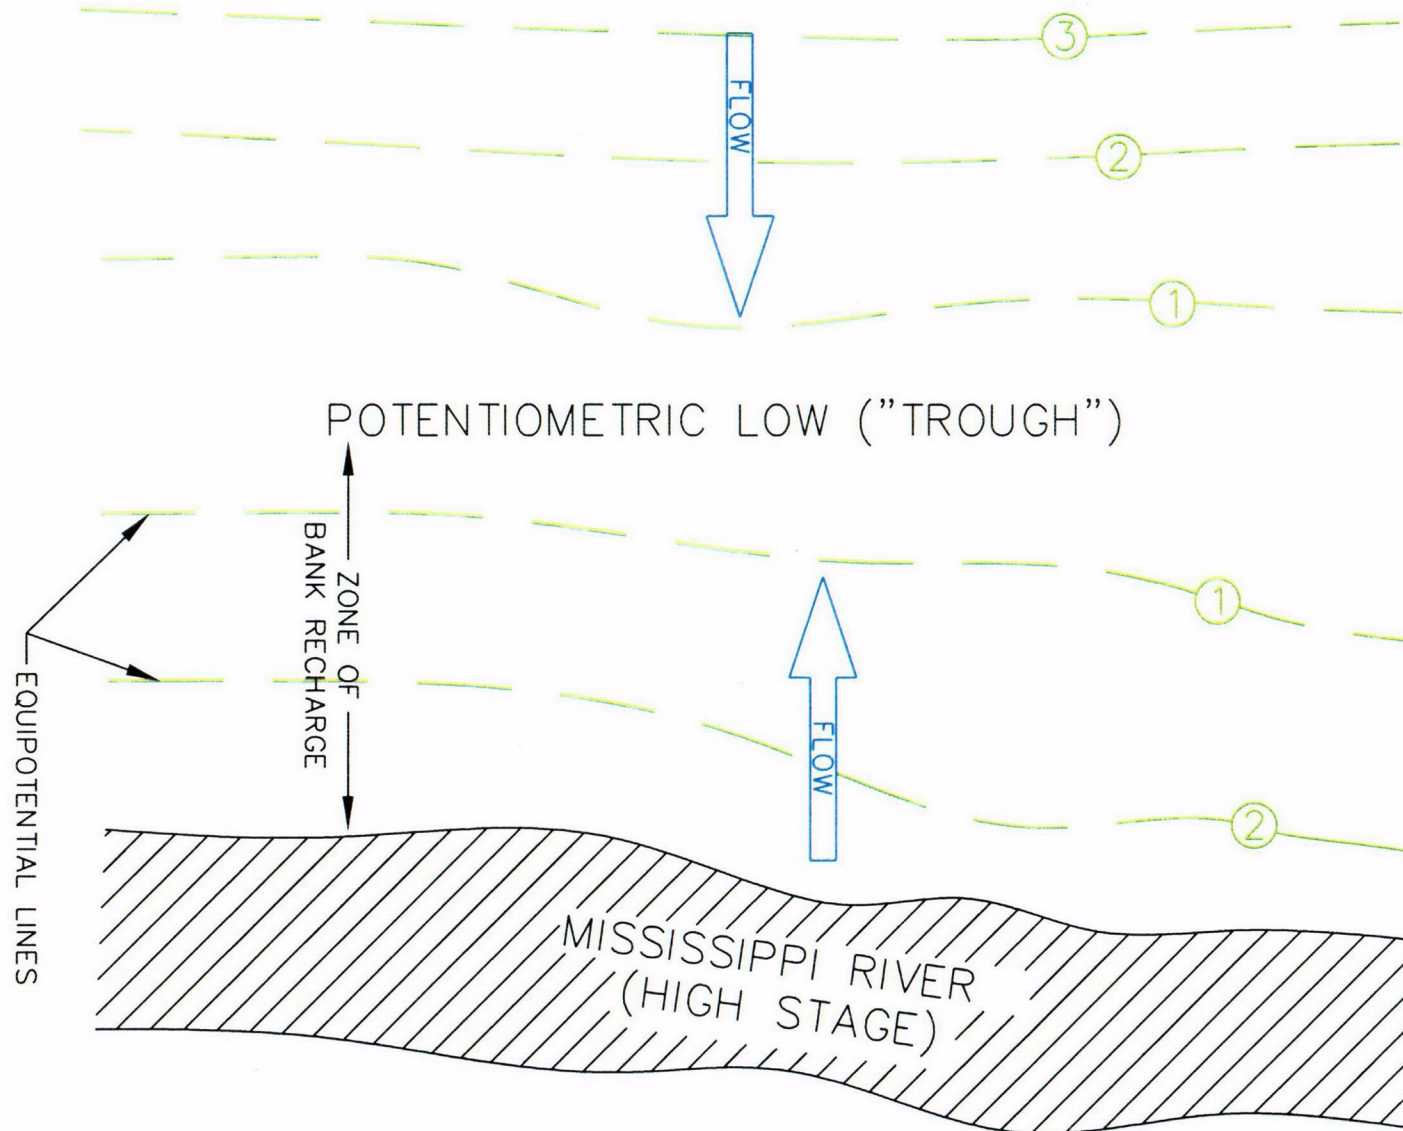 3
FLOW
2
1
POTENTIOMETRIC LOW ("TROUGH")
ZONE OF
BANK RECHARGE
1
EQUIPOTENTIAL LINES
FLOW
2
MISSISSIPPI RIVER
(HIGH STAGE)